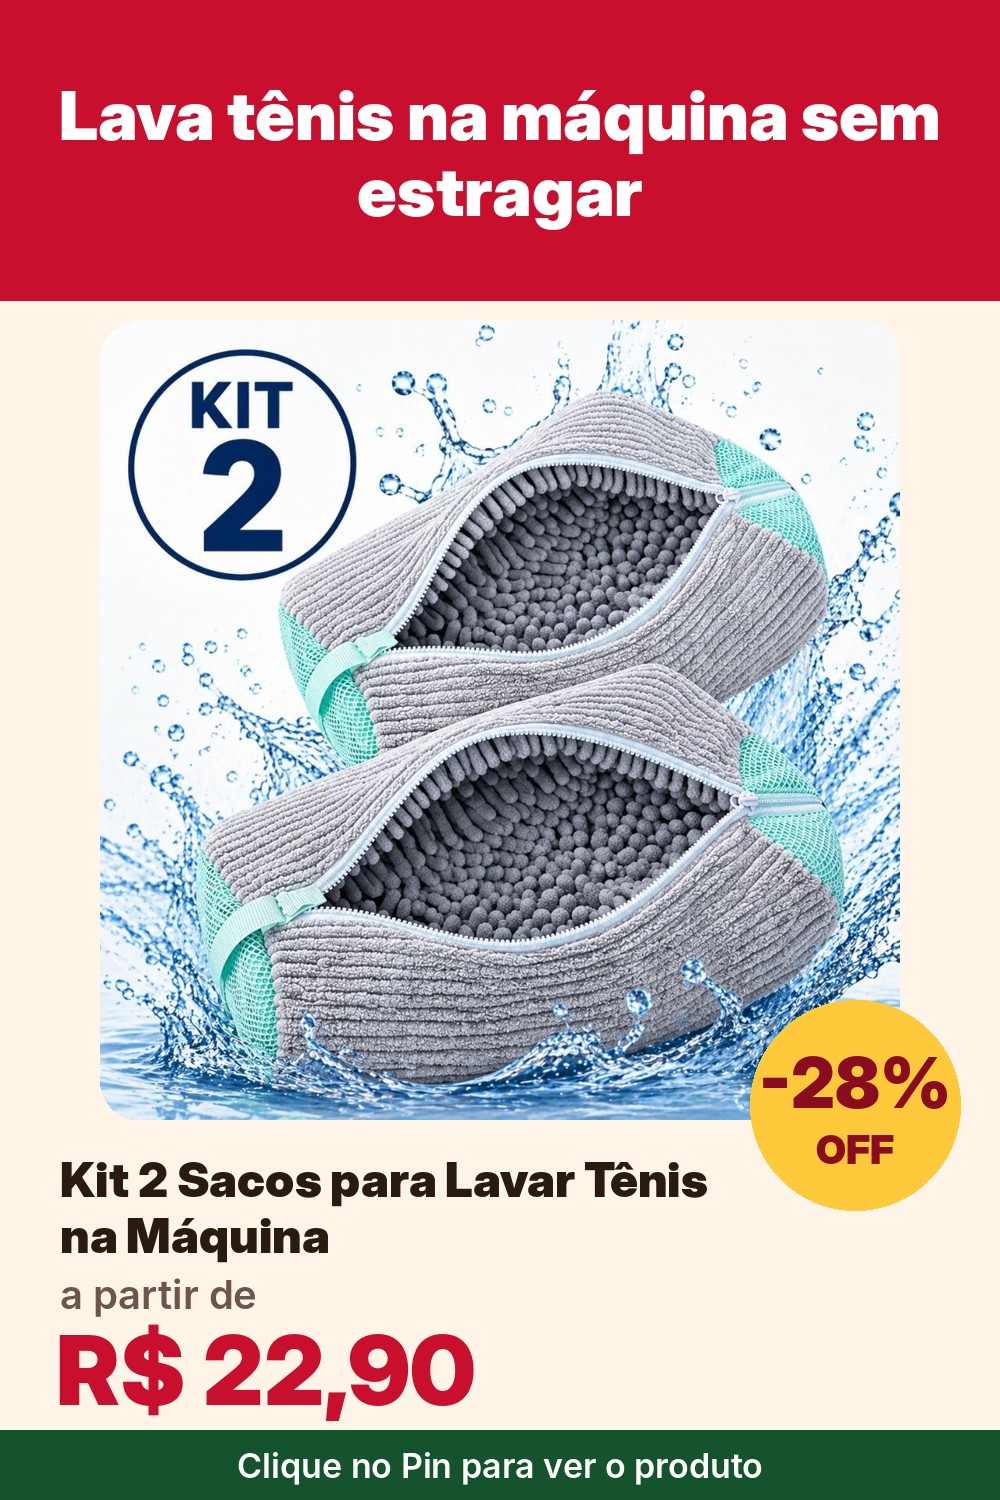 Lava tênis na máquina sem
estragar
KIT
2
-28%
OFF
Kit 2 Sacos para Lavar Tênis
na Máquina
a partir de
R$ 22,90
Clique no Pin para ver o produto